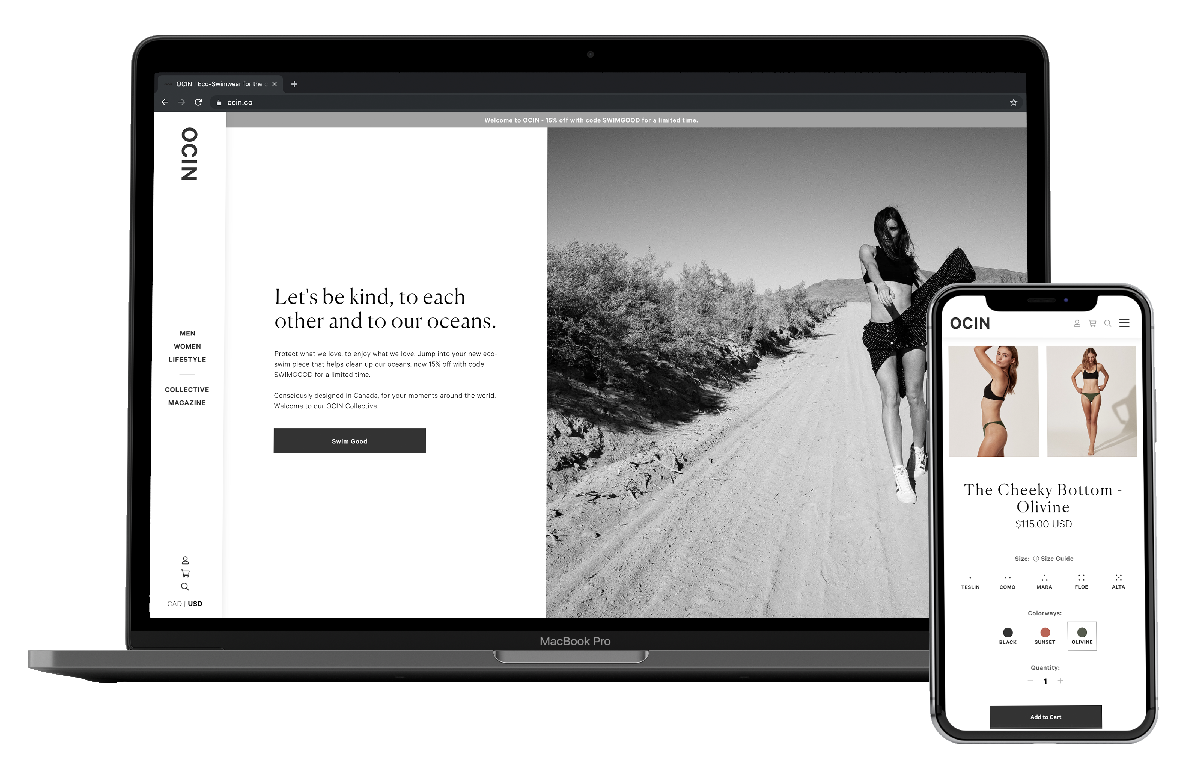 OCIN - Eco-Swimwear for the
ocin.co
Welcome to OCIN - 15% off with code SWIMGOOD for a limited time.
OCIN
MEN
WOMEN
LIFESTYLE
COLLECTIVE
MAGAZINE
CAD | USD
Let's be kind, to each
other and to our oceans.
Protect what we love, to enjoy what we love. Jump into your new eco
swim piece that helps clean up our oceans, now 15% off with code
SWIMGOOD for a limited time.
Consciously designed in Canada, for your moments around the world.
Welcome to our OCIN Collective.
Swim Good
MacBook Pro
OCIN
The Cheeky Bottom -
Olivine
$115.00 USD
Size: Size Guide
TESLIN COMO MARA FLOE ALTA
Colorways:
BLACK SUNSET OLIVINE
Quantity:
− 1 +
Add to Cart